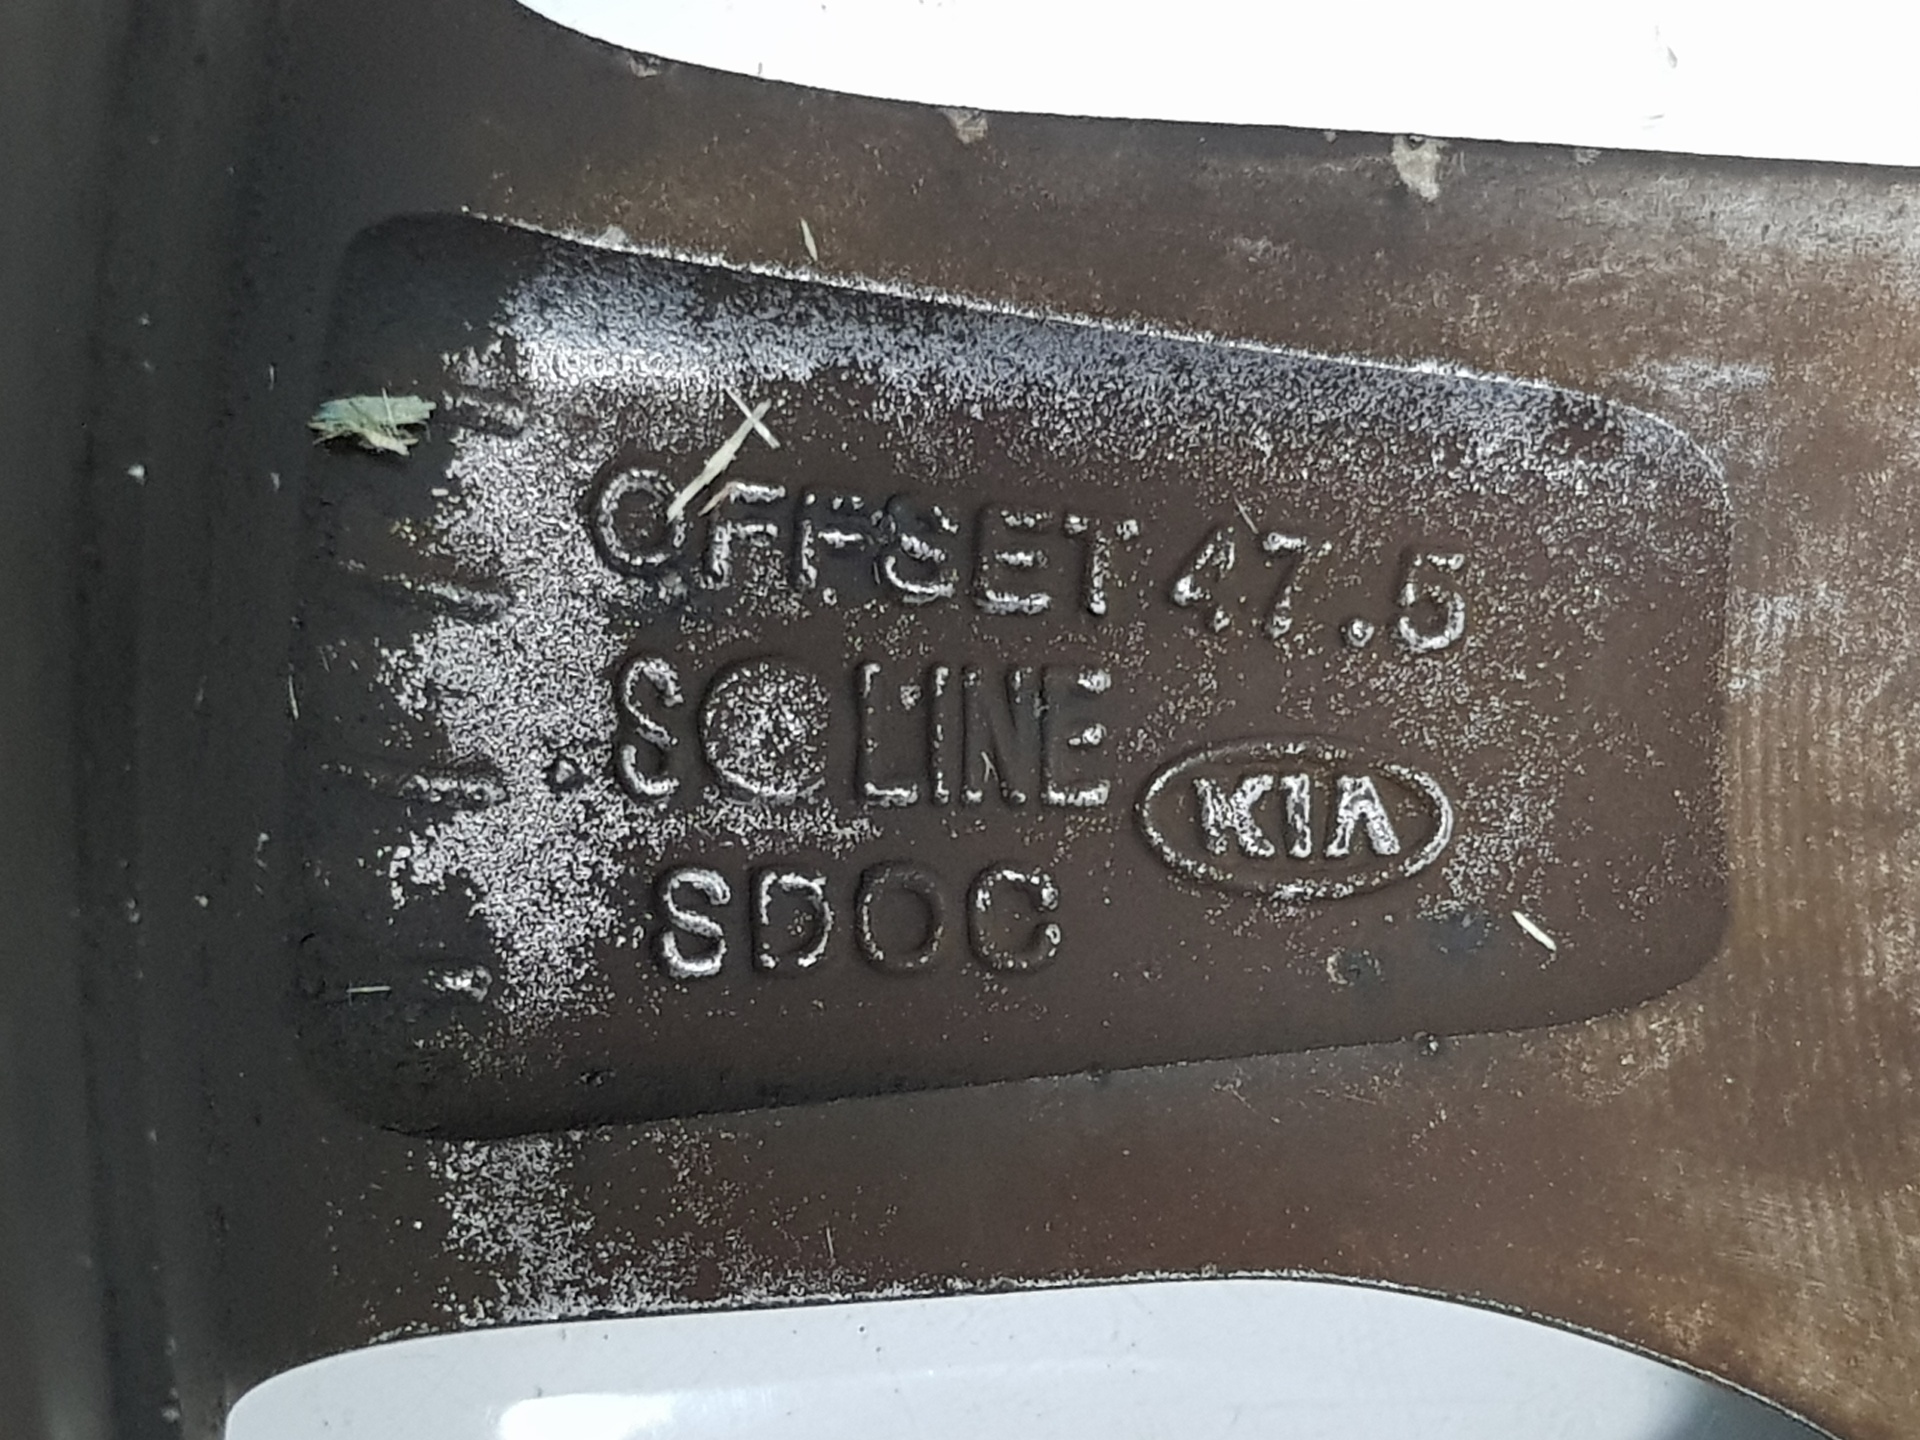 OFFSET 47.5
S LINE
KIA
SDOC